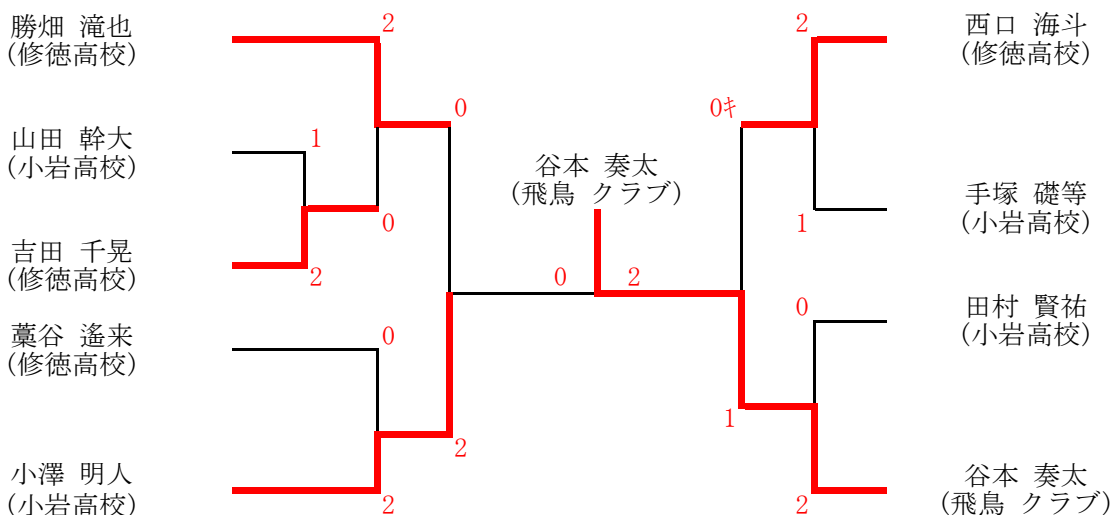 勝畑 滝也
(修徳高校)
2
0
山田 幹大
(小岩高校)
1
0
吉田 千晃
(修徳高校)
2
藁谷 遙来
(修徳高校)
0
2
小澤 明人
(小岩高校)
2
谷本 奏太
(飛鳥 クラブ)
0
2
西口 海斗
(修徳高校)
2
0キ
手塚 礎等
(小岩高校)
1
田村 賢祐
(小岩高校)
0
1
谷本 奏太
(飛鳥 クラブ)
2